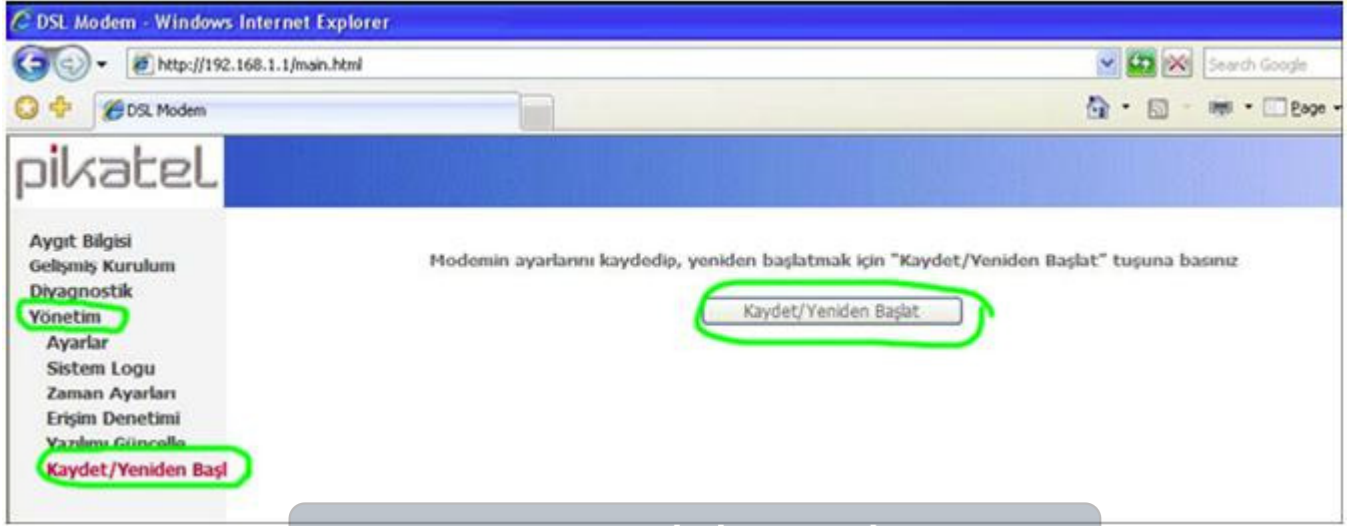 DSL Modem - Windows Internet Explorer
http://192.168.1.1/main.html
Search Google
DSL Modem
Page
pikatel
Aygıt Bilgisi
Gelişmiş Kurulum
Diyagnostik
Yönetim
Ayarlar
Sistem Logu
Zaman Ayarları
Erişim Denetimi
Yazılımı Güncelle
Kaydet/Yeniden Başl
Modemin ayarlarını kaydedip, yeniden başlatmak için "Kaydet/Yeniden Başlat" tuşuna basınız
Kaydet/Yeniden Başlat